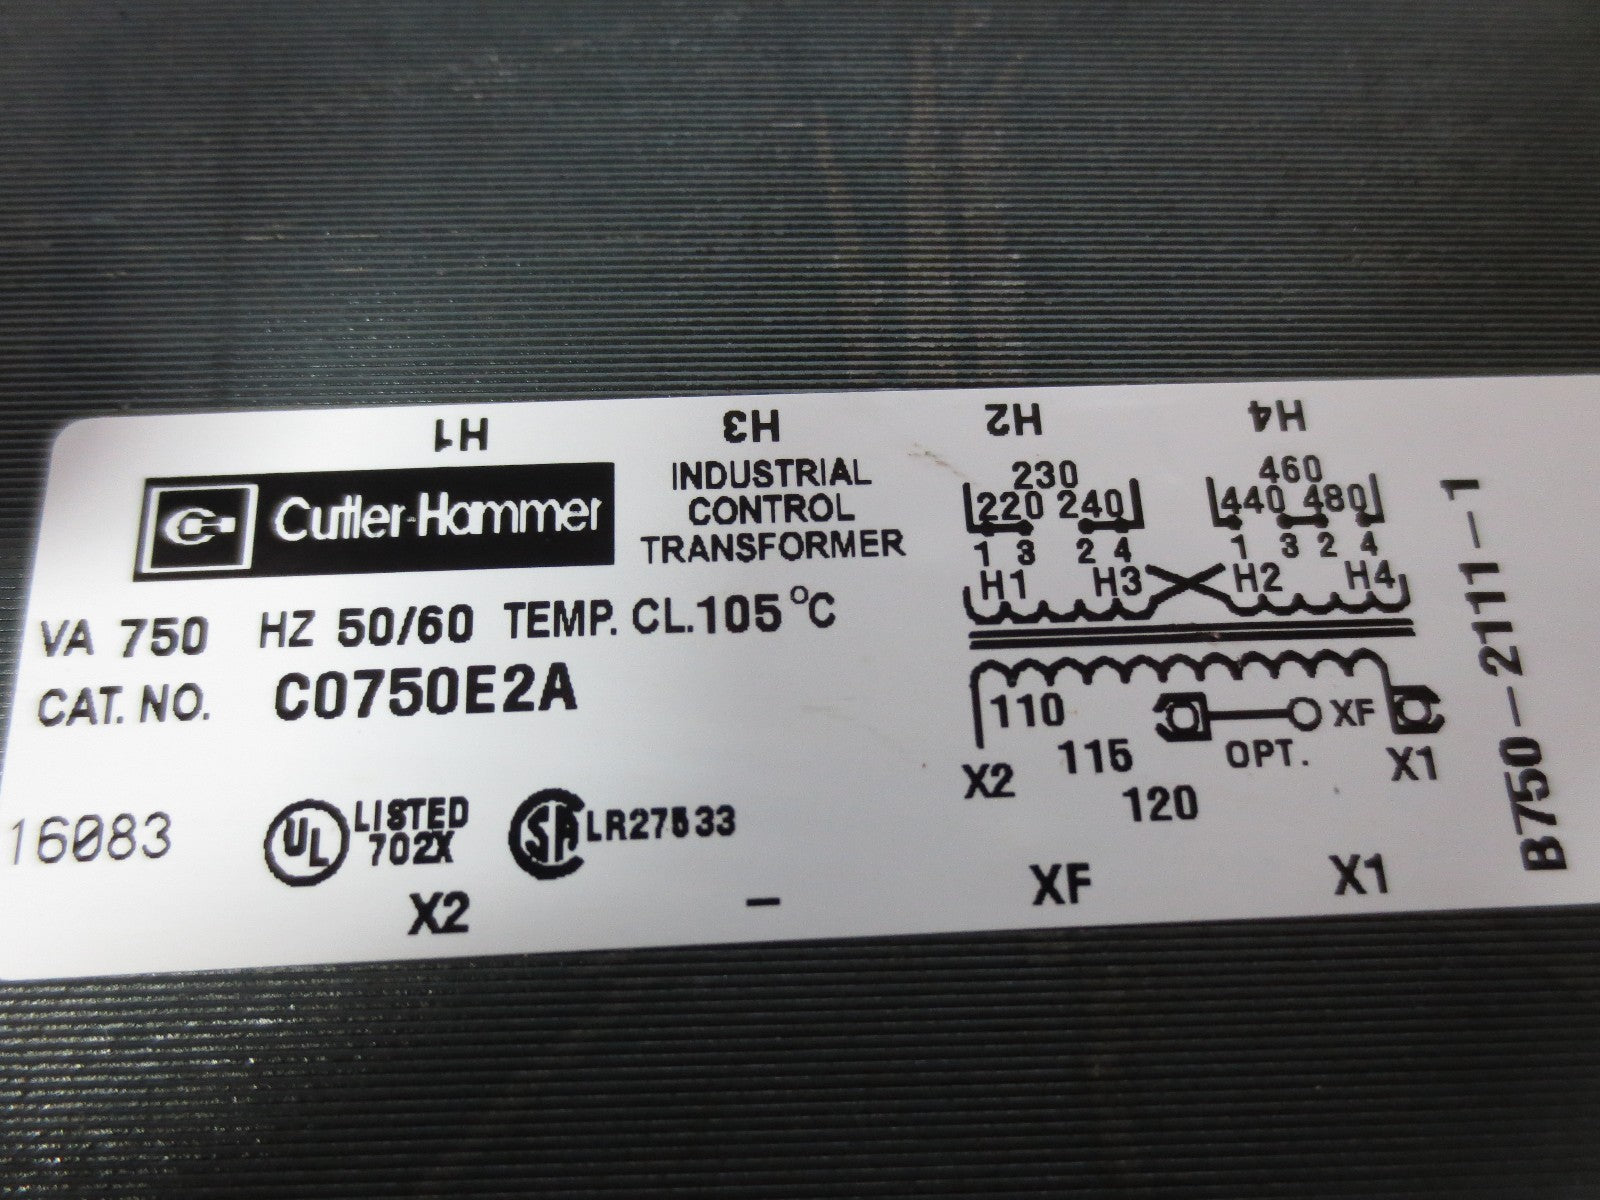 H1 H3 H2 H4
Cutler-Hammer
INDUSTRIAL
CONTROL
TRANSFORMER
VA 750 HZ 50/60 TEMP. CL.105°C
CAT. NO. C0750E2A
16083
UL LISTED
702X
SA LR27533
X2 – XF X1
230
220 240
1 3 2 4
460
440 480
1 3 2 4
H1 H3 H2 H4
110
115
120
X2
XF
OPT.
X1
B750-2111-1